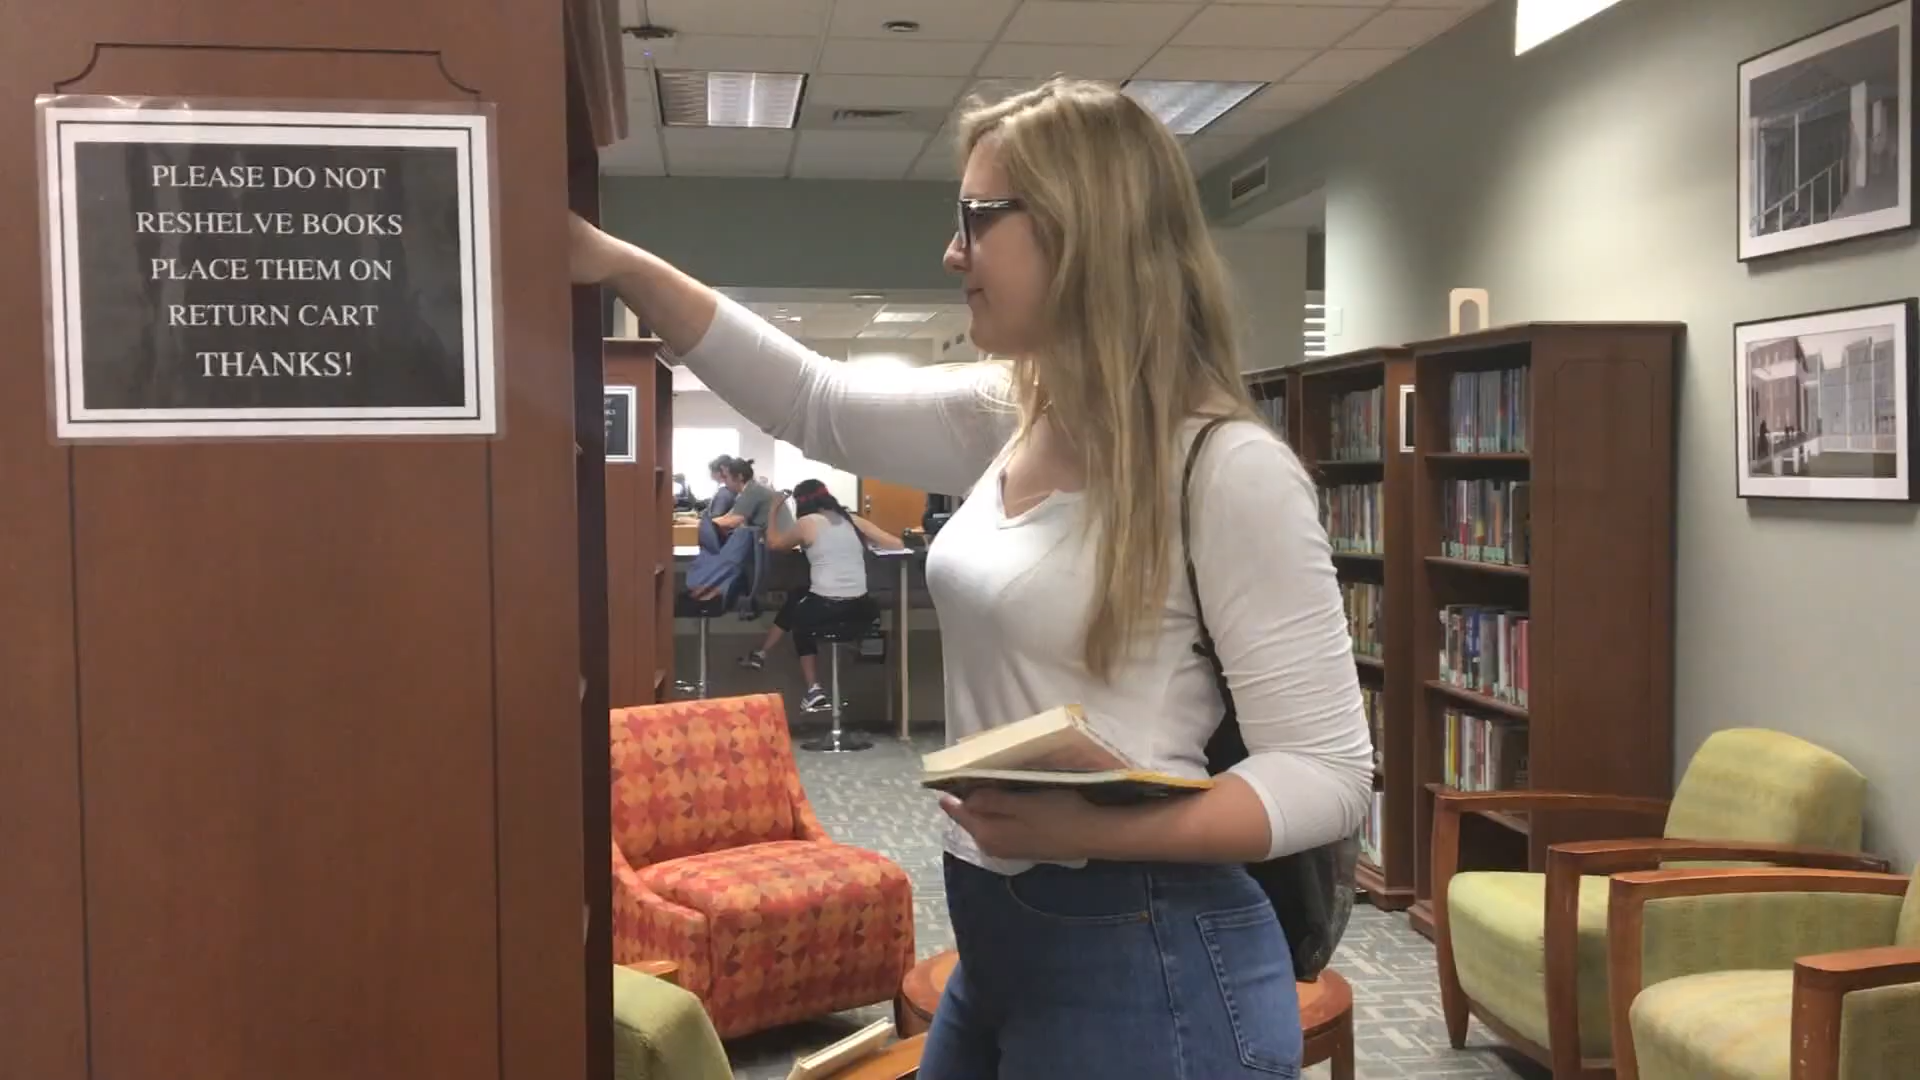 PLEASE DO NOT
RESHELVE BOOKS
PLACE THEM ON
RETURN CART
THANKS!